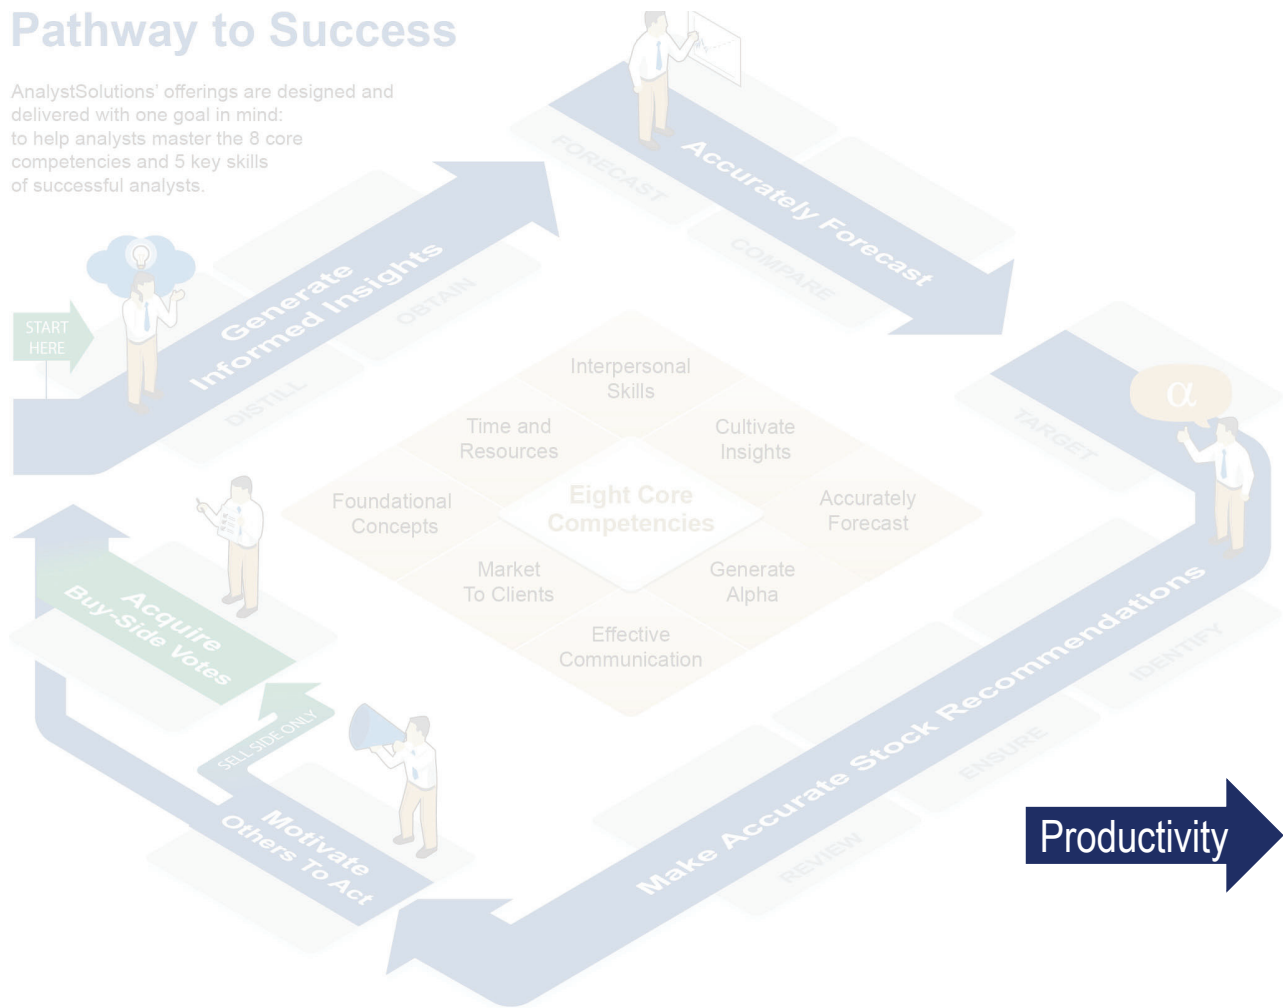 Pathway to Success
AnalystSolutions’ offerings are designed and
delivered with one goal in mind:
to help analysts master the 8 core
competencies and 5 key skills
of successful analysts.
START
HERE
Generate
Informed Insights
DISTILL
OBTAIN
FORECAST
COMPARE
Accurately Forecast
TARGET
α
IDENTIFY
ENSURE
REVIEW
Make Accurate Stock Recommendations
Motivate
Others To Act
SELL SIDE ONLY
Acquire
Buy-Side Votes
Interpersonal
Skills
Time and
Resources
Cultivate
Insights
Foundational
Concepts
Eight Core
Competencies
Accurately
Forecast
Market
To Clients
Generate
Alpha
Effective
Communication
Productivity